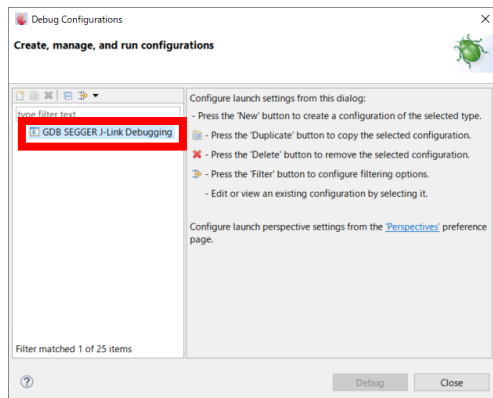 Debug Configurations
Create, manage, and run configurations
type filter text
GDB SEGGER J-Link Debugging
Filter matched 1 of 25 items
Configure launch settings from this dialog:
- Press the 'New' button to create a configuration of the selected type.
- Press the 'Duplicate' button to copy the selected configuration.
- Press the 'Delete' button to remove the selected configuration.
- Press the 'Filter' button to configure filtering options.
- Edit or view an existing configuration by selecting it.
Configure launch perspective settings from the 'Perspectives' preference
page.
Debug
Close